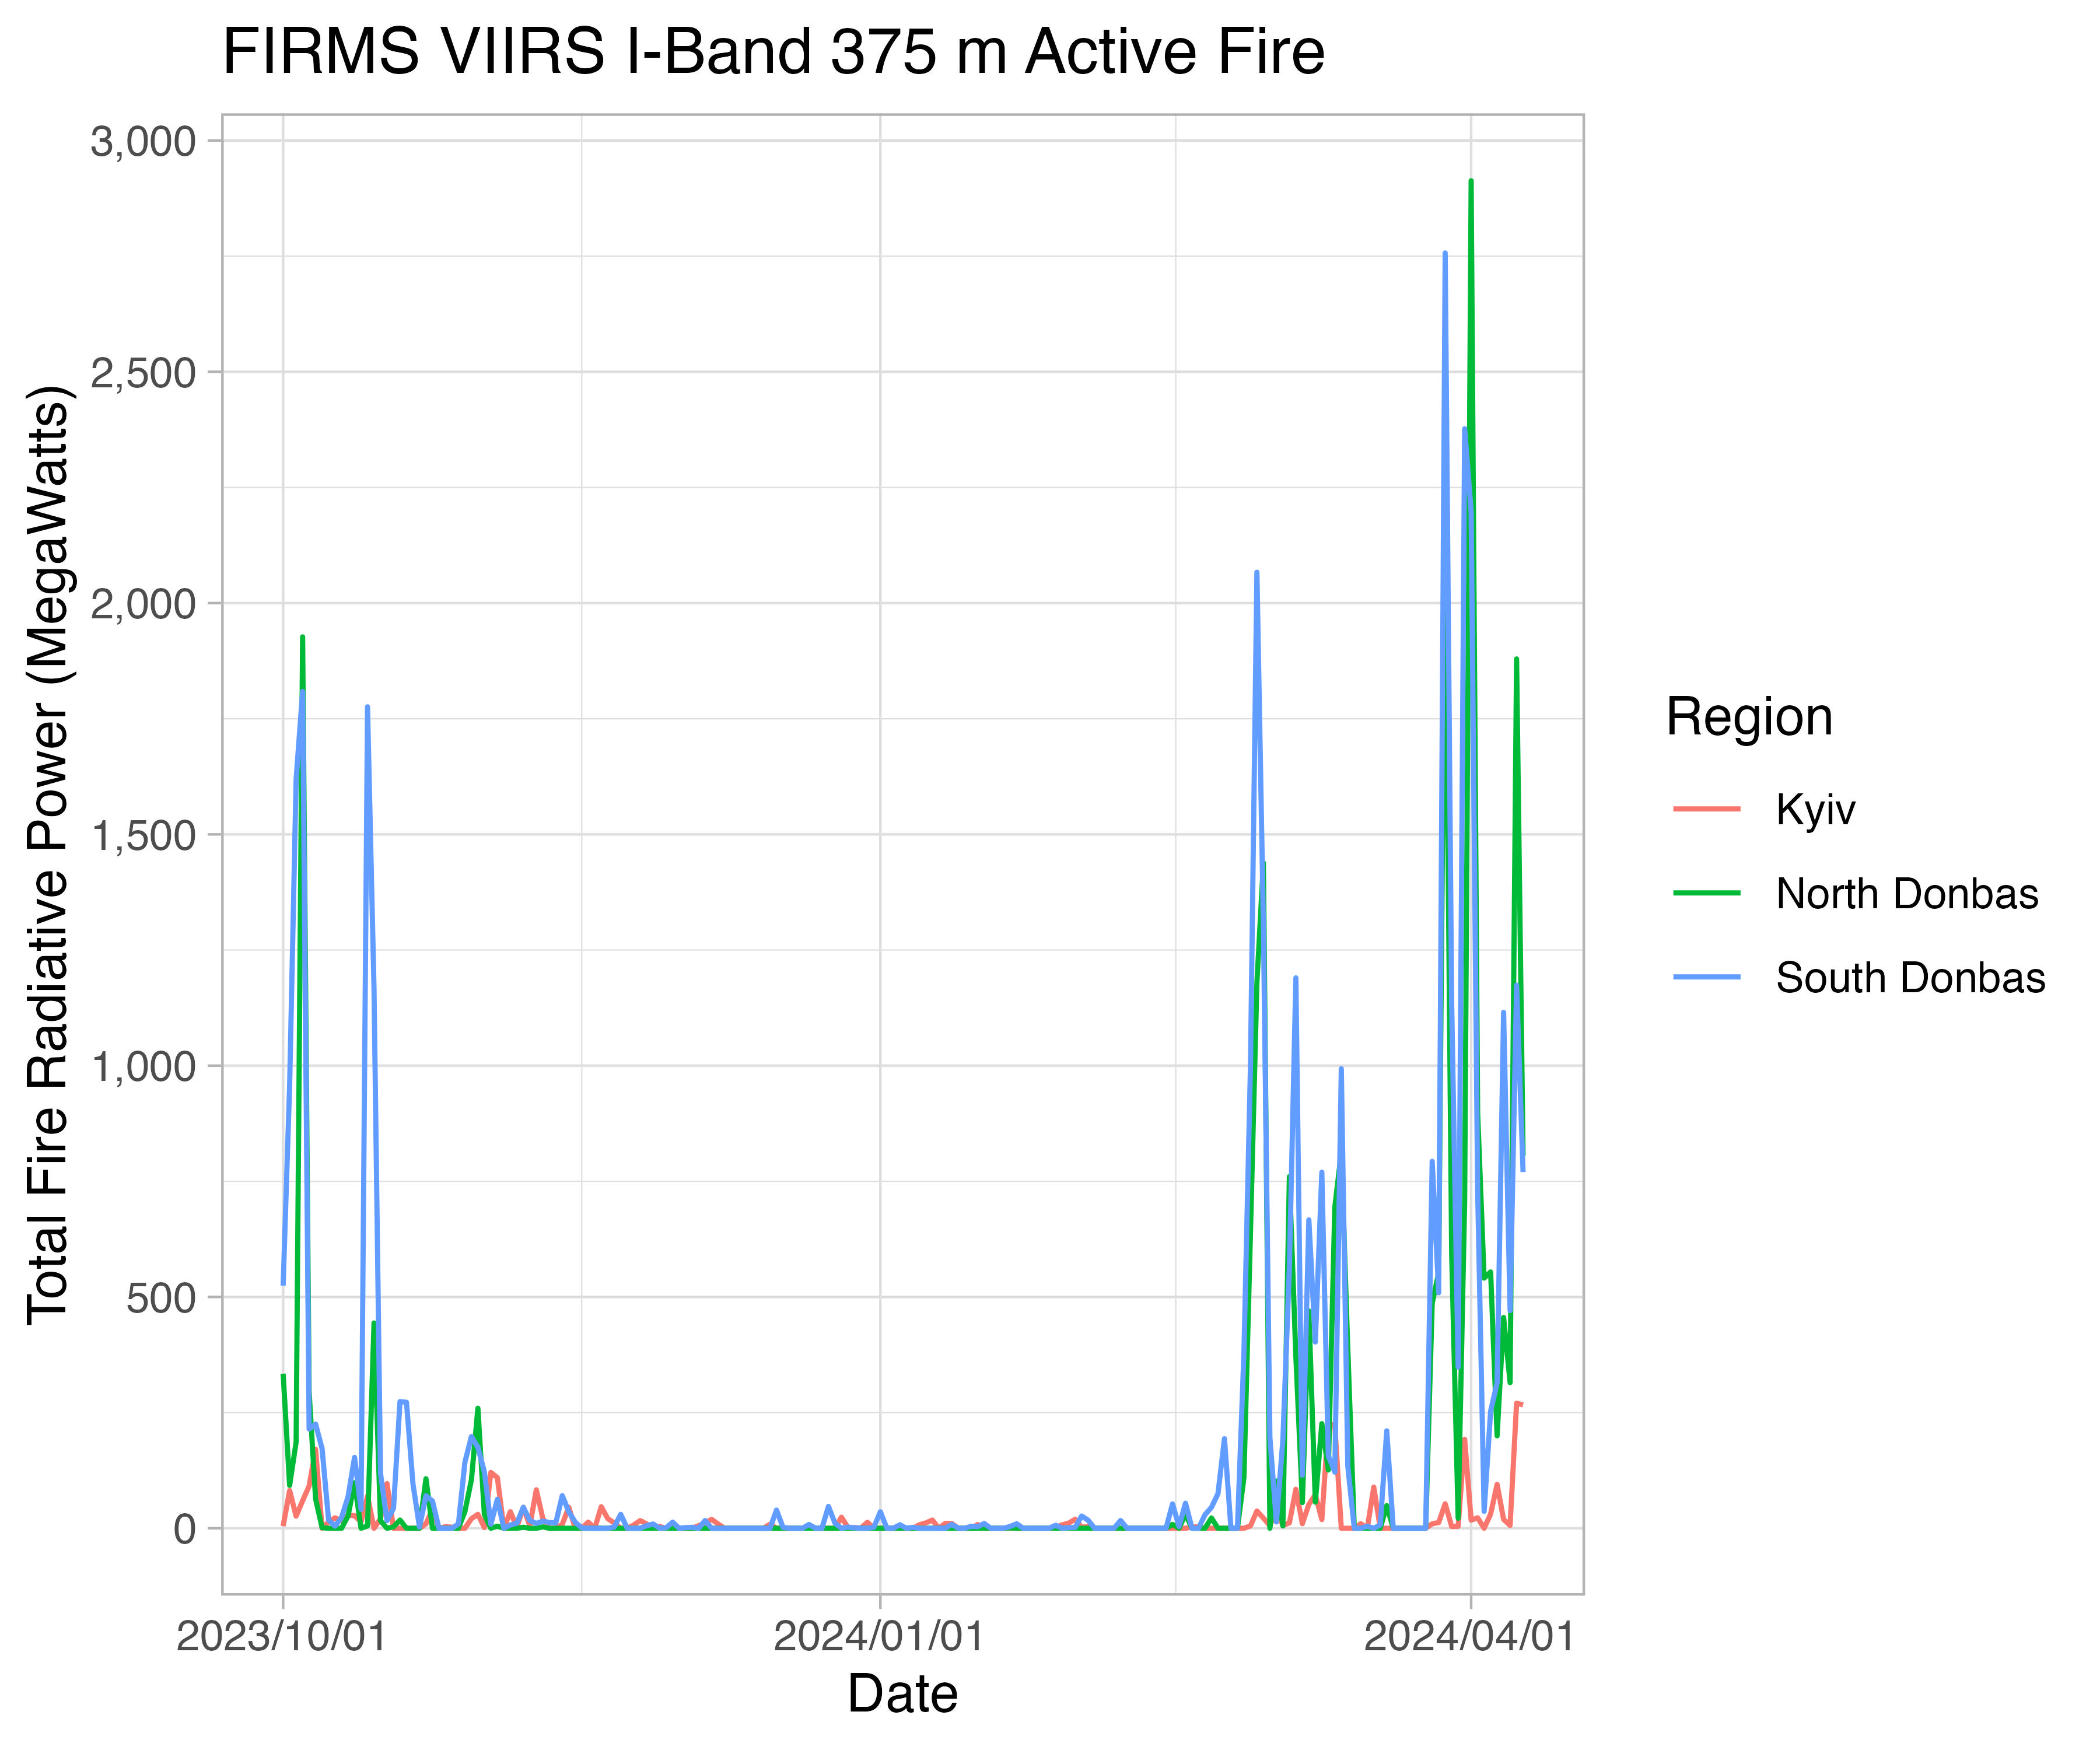 FIRMS VIIRS I-Band 375 m Active Fire
Total Fire Radiative Power (MegaWatts)
3,000
2,500
2,000
1,500
1,000
500
0
2023/10/01
2024/01/01
2024/04/01
Date
Region
Kyiv
North Donbas
South Donbas